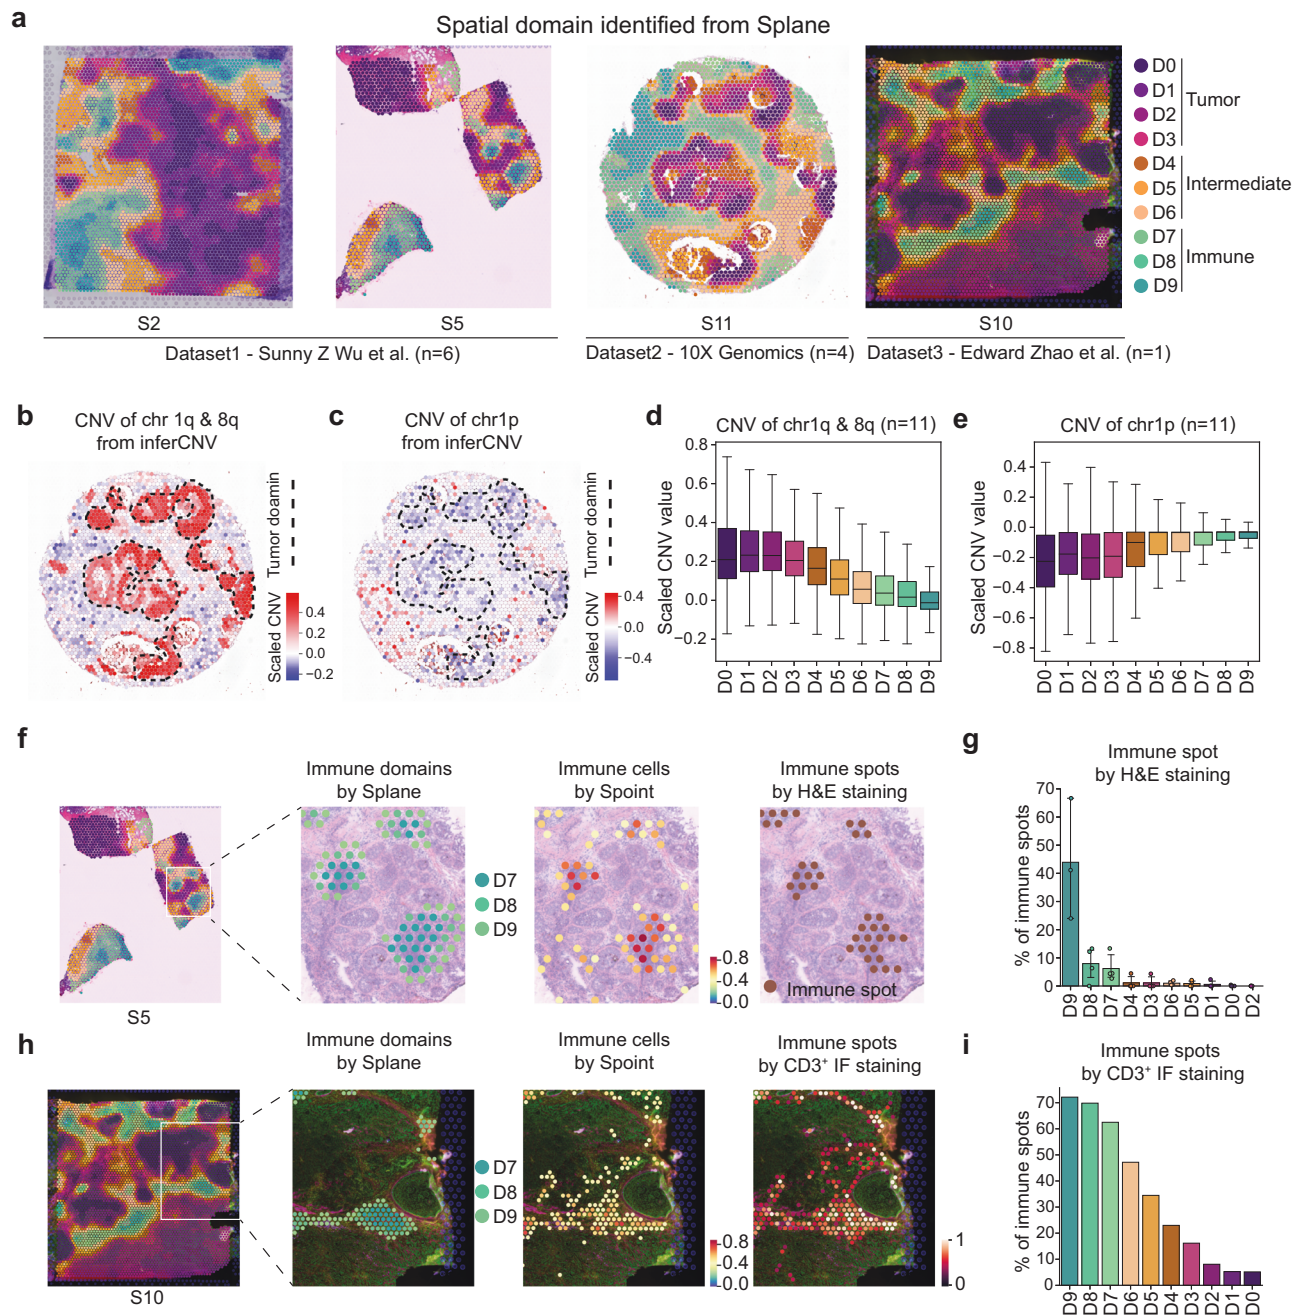 a
Spatial domain identified from Splane
D0
D1
D2
D3
D4
D5
D6
D7
D8
D9
Tumor
Intermediate
Immune
S2
S5
S11
S10
Dataset1 - Sunny Z Wu et al. (n=6)
Dataset2 - 10X Genomics (n=4)
Dataset3 - Edward Zhao et al. (n=1)
b
CNV of chr 1q & 8q
from inferCNV
Tumor doamin
Scaled CNV
0.4
0.2
0.0
−0.2
c
CNV of chr1p
from inferCNV
Tumor doamin
Scaled CNV
0.4
0.0
−0.4
d
CNV of chr1q & 8q (n=11)
Scaled CNV value
0.8
0.6
0.4
0.2
0.0
−0.2
D0
D1
D2
D3
D4
D5
D6
D7
D8
D9
e
CNV of chr1p (n=11)
Scaled CNV value
0.4
0.2
0.0
−0.2
−0.4
−0.6
−0.8
D0
D1
D2
D3
D4
D5
D6
D7
D8
D9
f
S5
Immune domains
by Splane
D7
D8
D9
Immune cells
by Spoint
0.8
0.4
0.0
Immune spots
by H&E staining
Immune spot
g
Immune spot
by H&E staining
% of immune spots
70
60
50
40
30
20
10
0
D9
D8
D7
D4
D3
D6
D5
D1
D0
D2
h
S10
Immune domains
by Splane
D7
D8
D9
Immune cells
by Spoint
0.8
0.4
0.0
Immune spots
by CD3⁺ IF staining
1
0
i
Immune spots
by CD3⁺ IF staining
% of immune spots
70
60
50
40
30
20
10
0
D9
D8
D7
D6
D5
D4
D3
D2
D1
D0